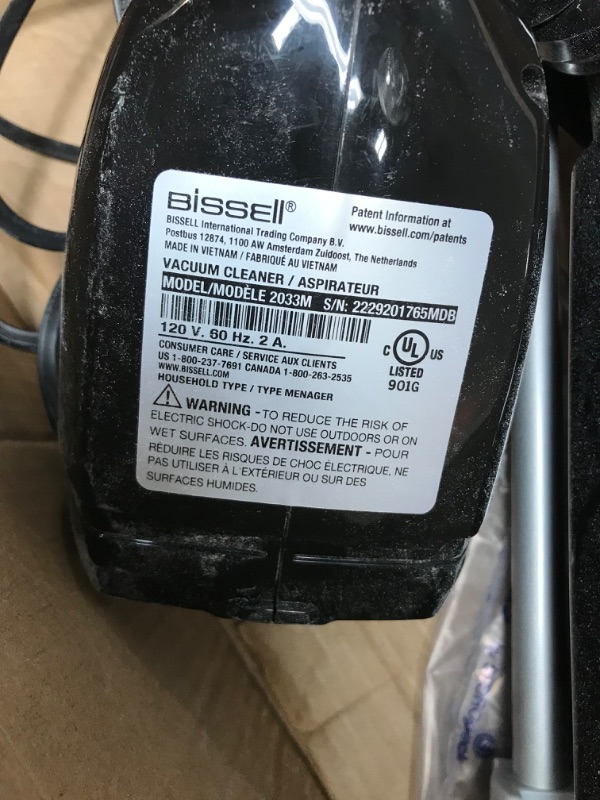 BISSELL®
Patent Information at
www.bissell.com/patents
BISSELL International Trading Company B.V.
Postbus 12874, 1100 AW Amsterdam Zuidoost, The Netherlands
MADE IN VIETNAM / FABRIQUÉ AU VIETNAM
VACUUM CLEANER / ASPIRATEUR
MODEL/MODÈLE 2033M S/N: 2229201765MDB
120 V. 60 Hz. 2 A.
CONSUMER CARE / SERVICE AUX CLIENTS
US 1-800-237-7691 CANADA 1-800-263-2535
WWW.BISSELL.COM
HOUSEHOLD TYPE / TYPE MENAGER
C UL US
LISTED
901G
WARNING - TO REDUCE THE RISK OF
ELECTRIC SHOCK-DO NOT USE OUTDOORS OR ON
WET SURFACES. AVERTISSEMENT - POUR
RÉDUIRE LES RISQUES DE CHOC ÉLECTRIQUE, NE
PAS UTILISER À L'EXTÉRIEUR OU SUR DES
SURFACES HUMIDES.